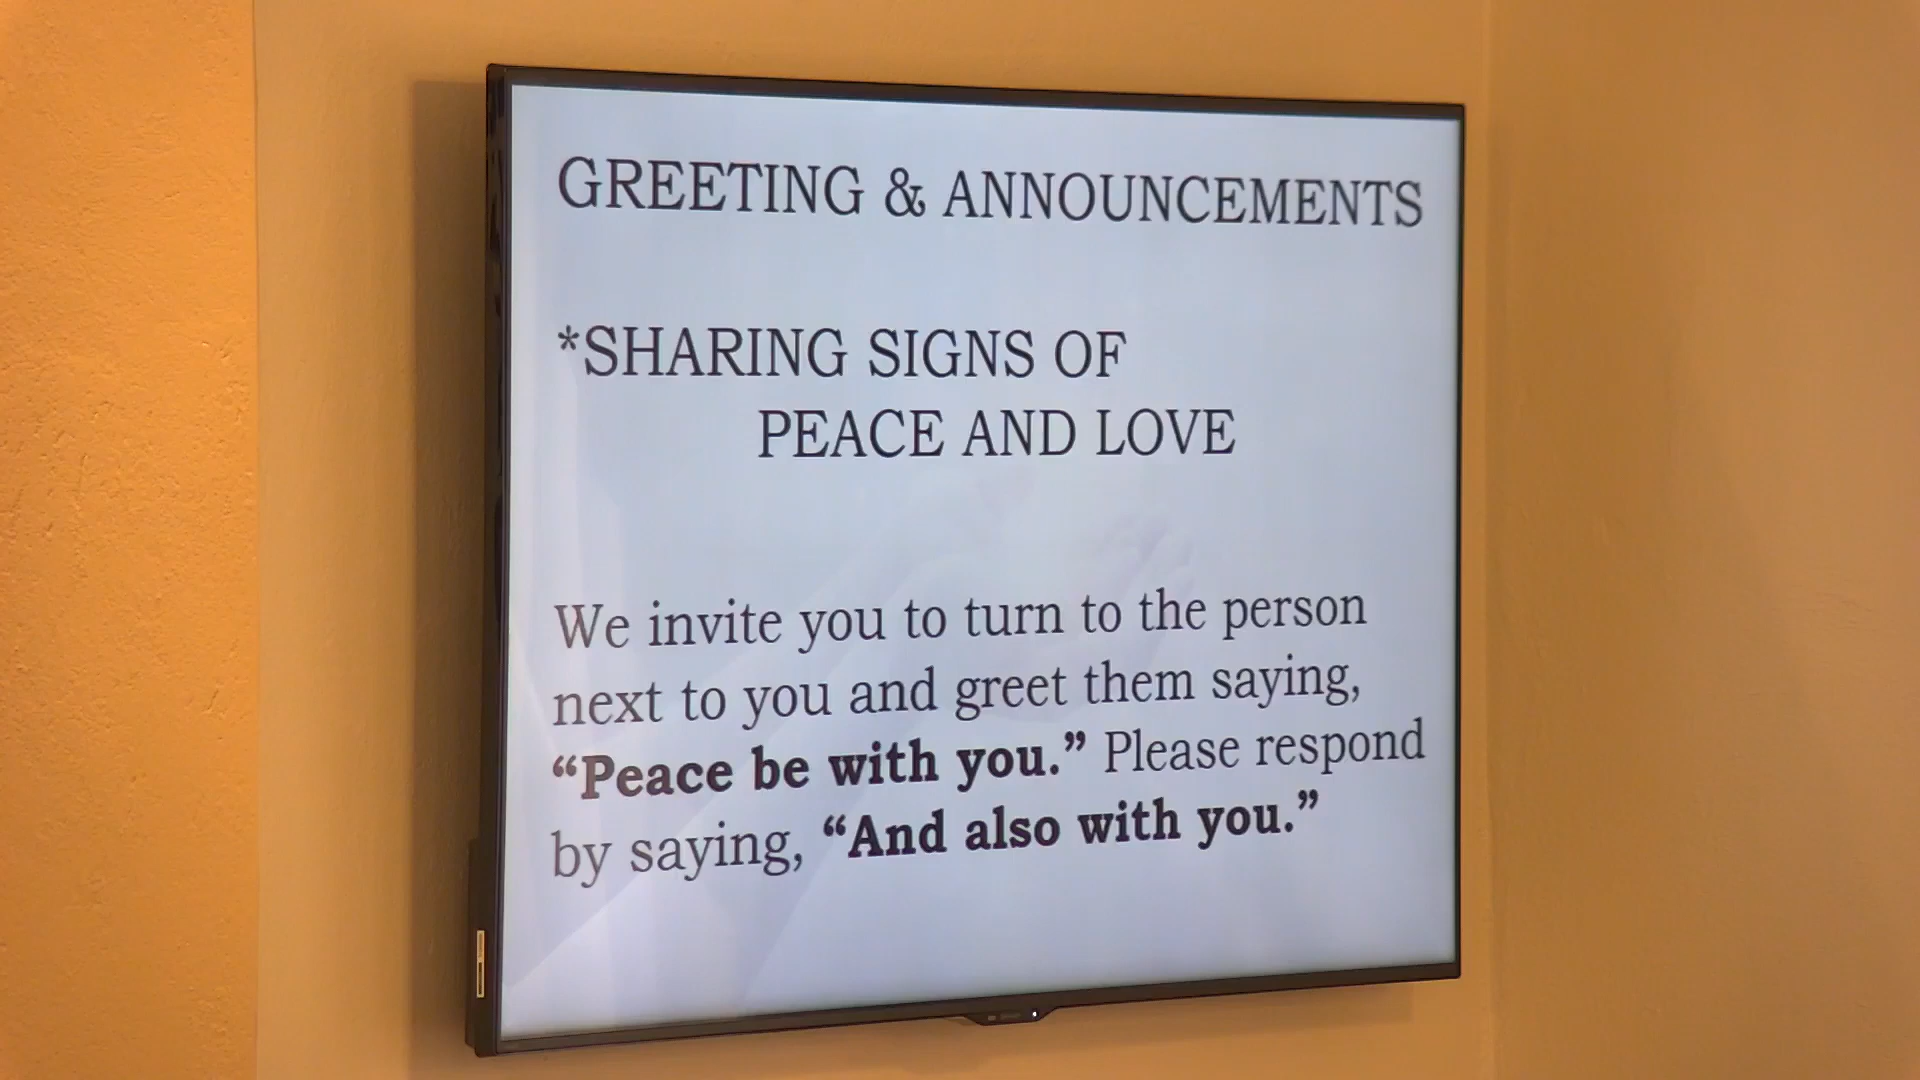 GREETING & ANNOUNCEMENTS
*SHARING SIGNS OF
PEACE AND LOVE
We invite you to turn to the person
next to you and greet them saying,
“Peace be with you.” Please respond
by saying, “And also with you.”